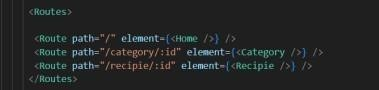 <Routes>
<Route path="/" element={<Home />} />
<Route path="/category/:id" element={<Category />} />
<Route path="/recipie/:id" element={<Recipie />} />
</Routes>